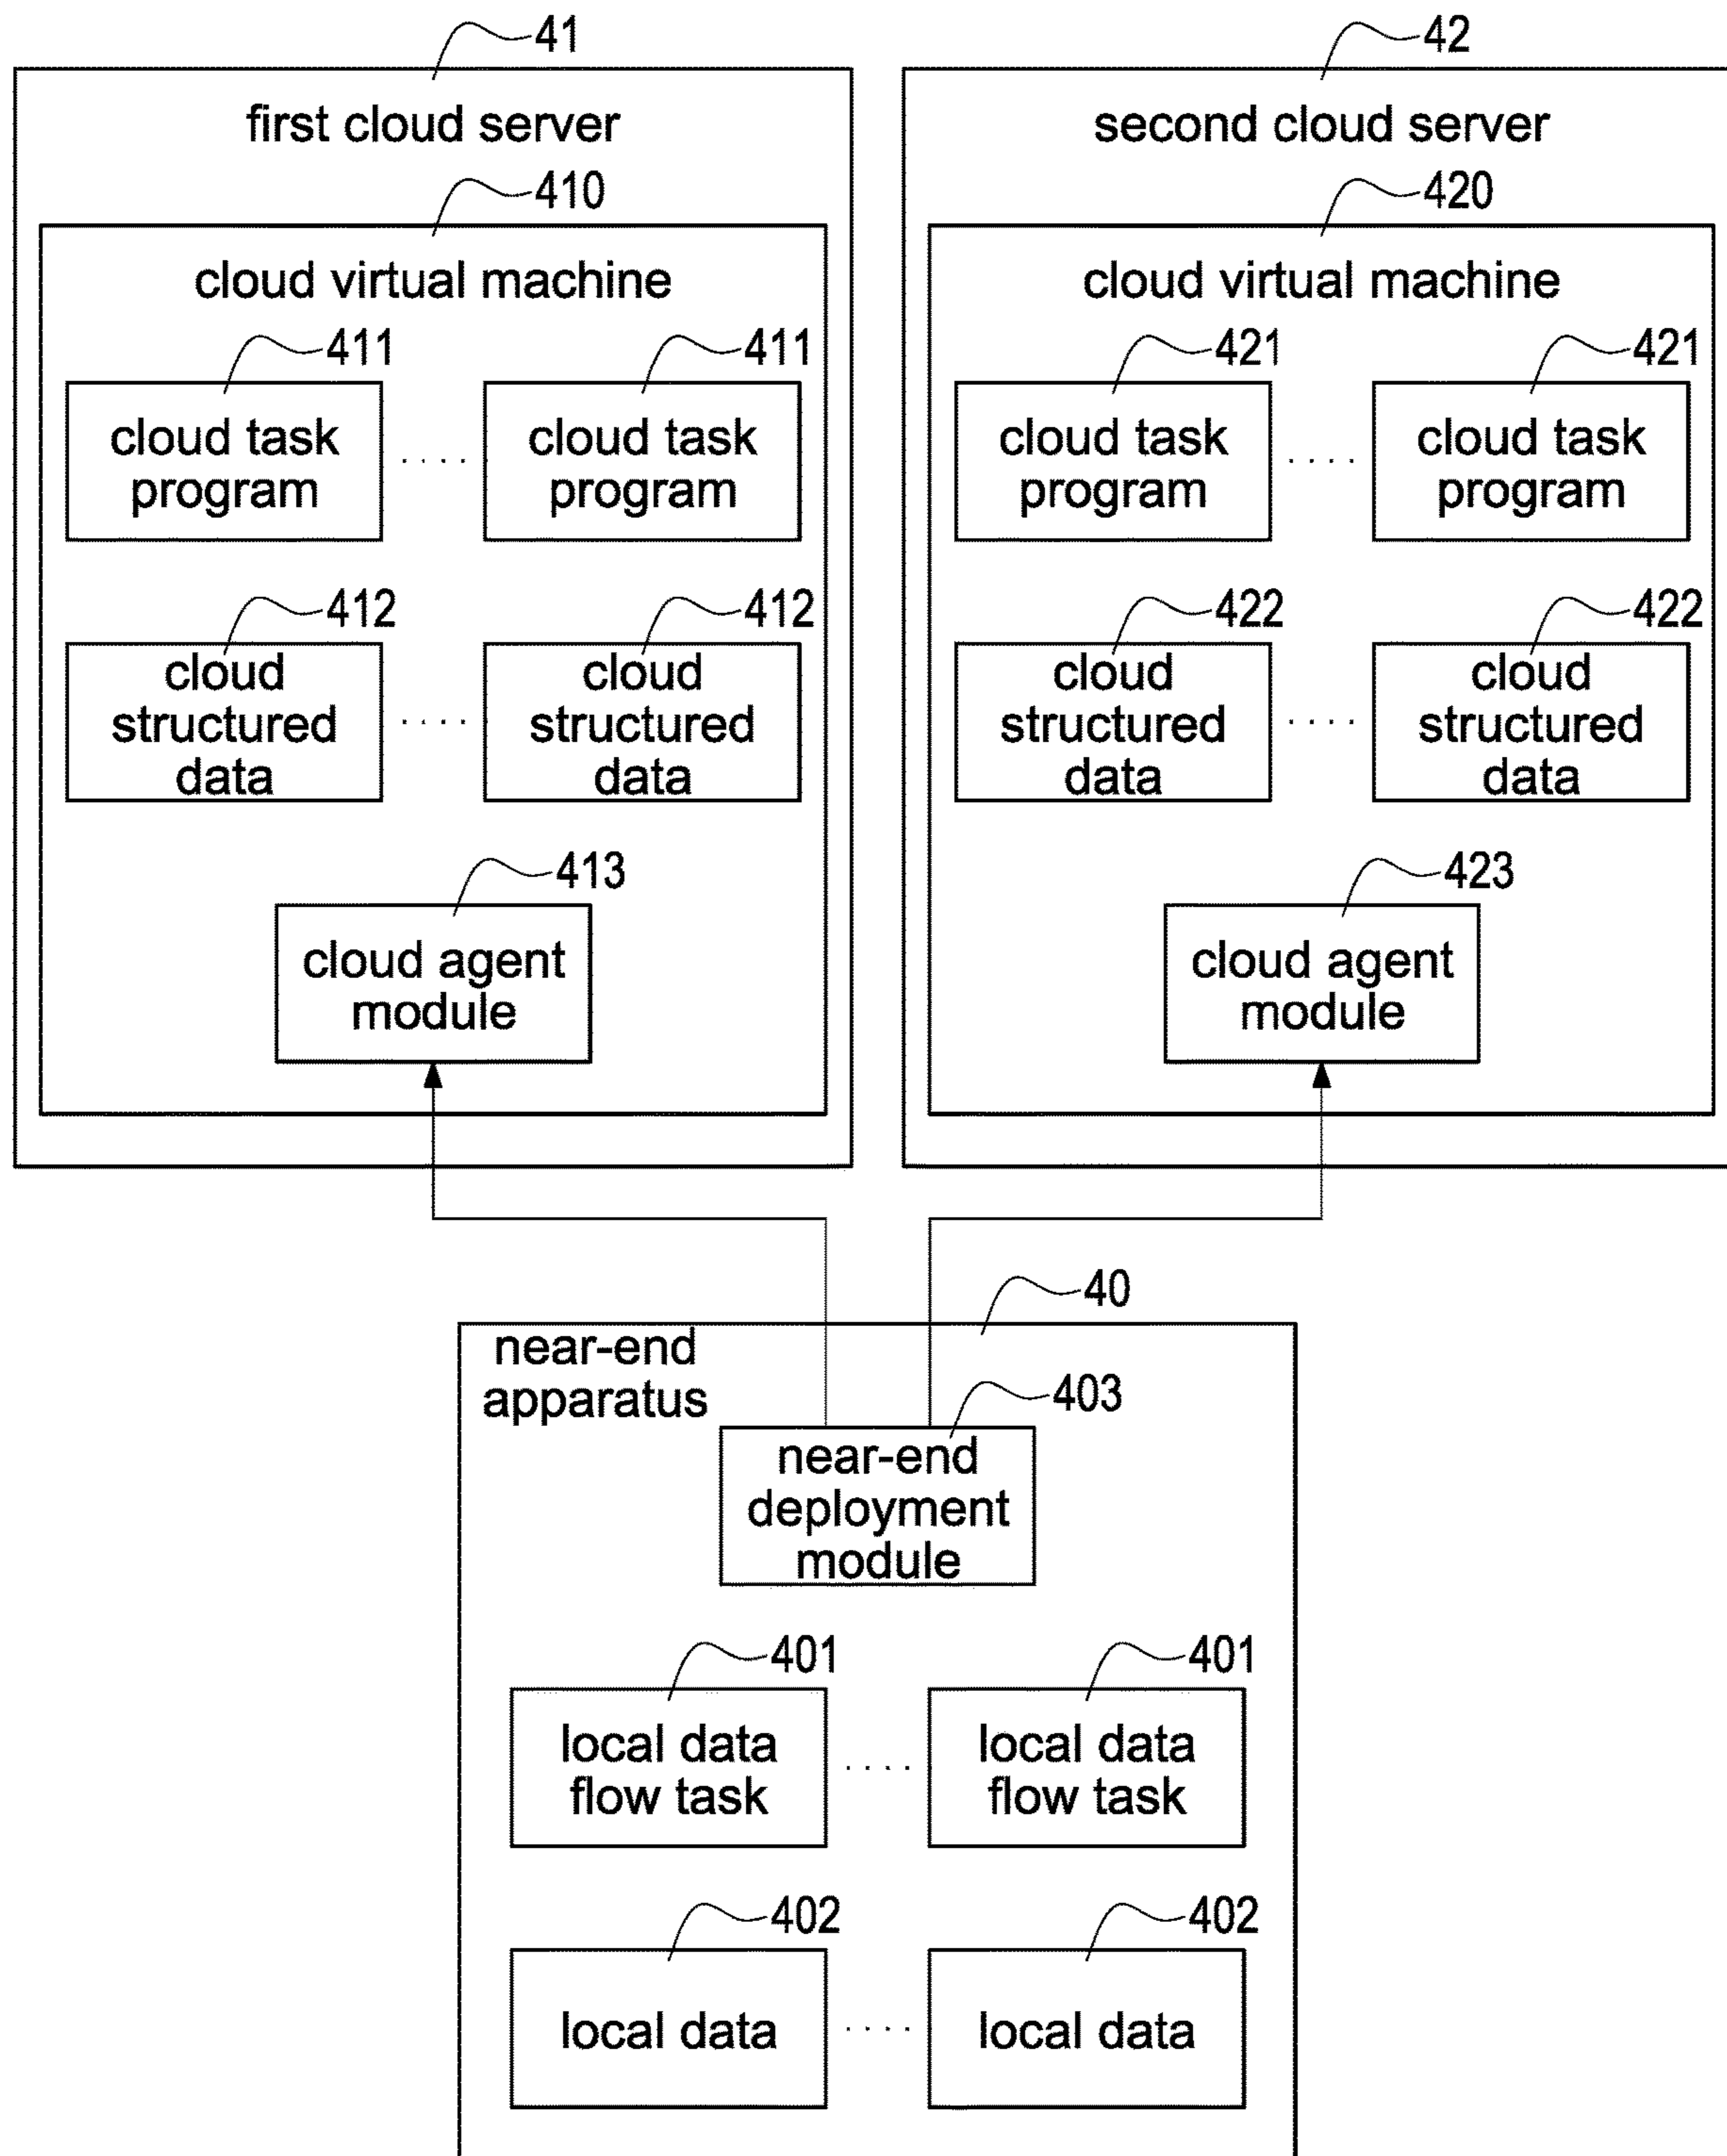 41
first cloud server
410
cloud virtual machine
411
cloud task
program
411
cloud task
program
412
cloud
structured
data
412
cloud
structured
data
413
cloud agent
module
42
second cloud server
420
cloud virtual machine
421
cloud task
program
421
cloud task
program
422
cloud
structured
data
422
cloud
structured
data
423
cloud agent
module
40
near-end
apparatus
403
near-end
deployment
module
401
local data
flow task
401
local data
flow task
402
local data
402
local data